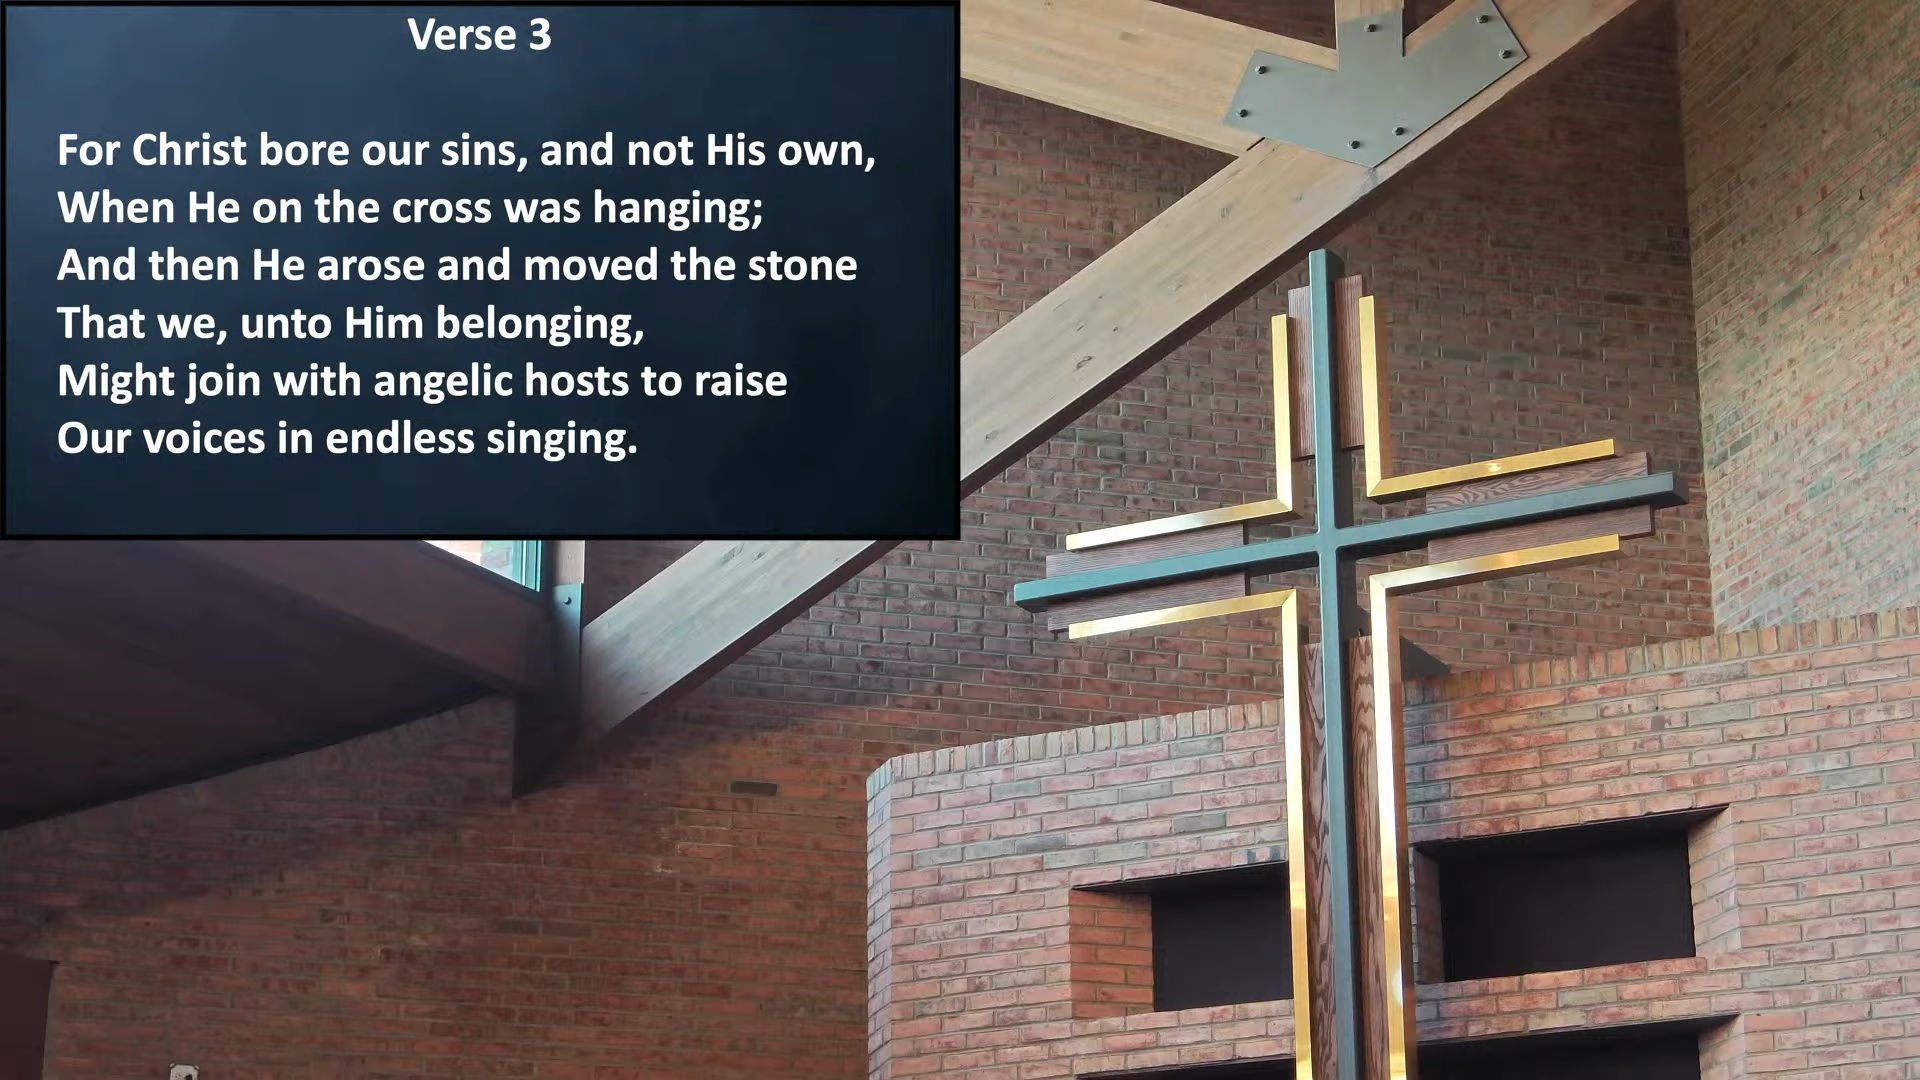 Verse 3
For Christ bore our sins, and not His own,
When He on the cross was hanging;
And then He arose and moved the stone
That we, unto Him belonging,
Might join with angelic hosts to raise
Our voices in endless singing.